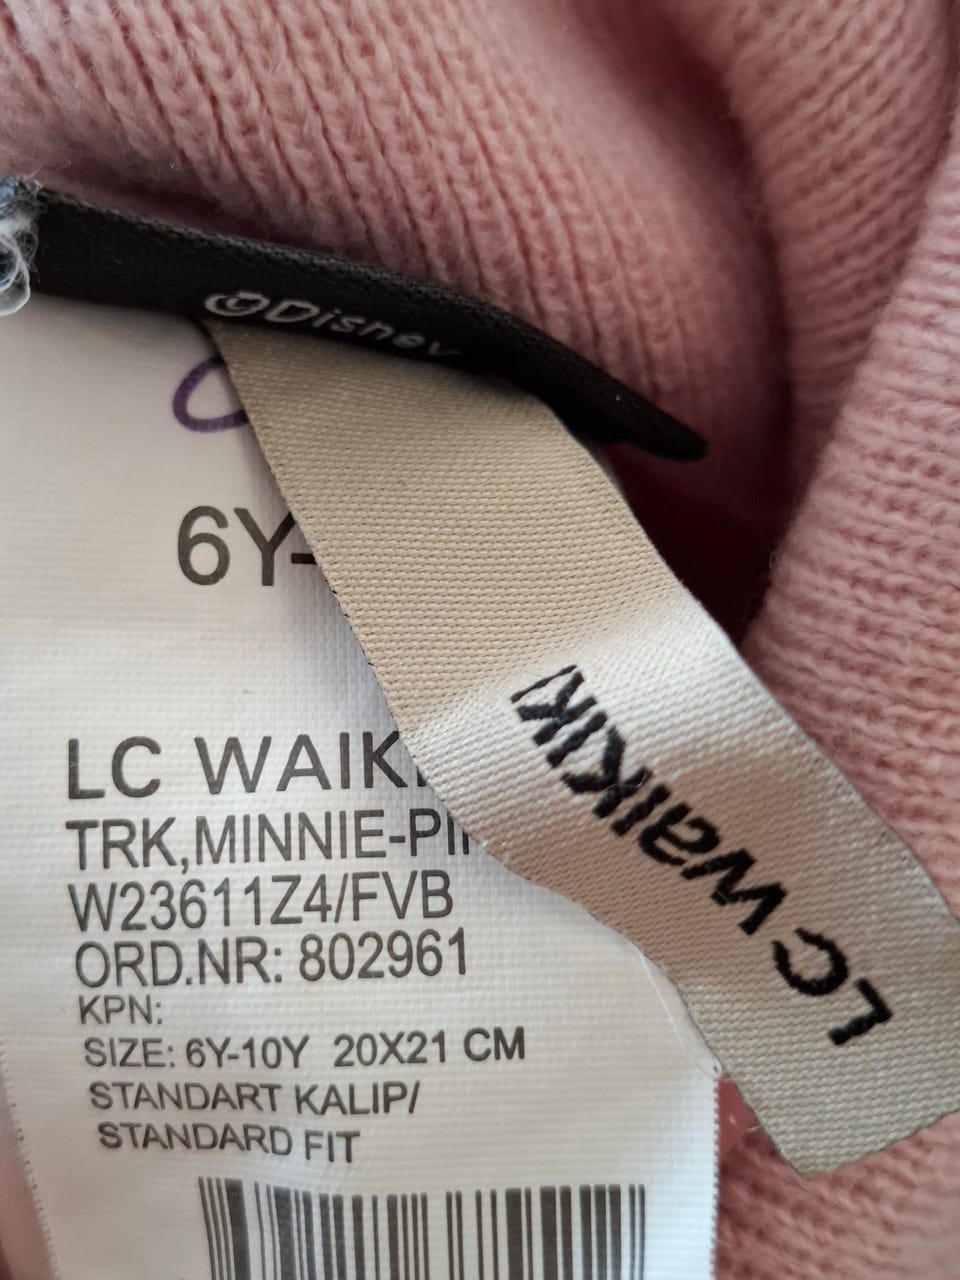 ©Disney
6Y-
LC WAIKI
TRK,MINNIE-PI
W23611Z4/FVB
ORD.NR: 802961
KPN:
SIZE: 6Y-10Y 20X21 CM
STANDART KALIP/
STANDARD FIT
LC WAIKIKI